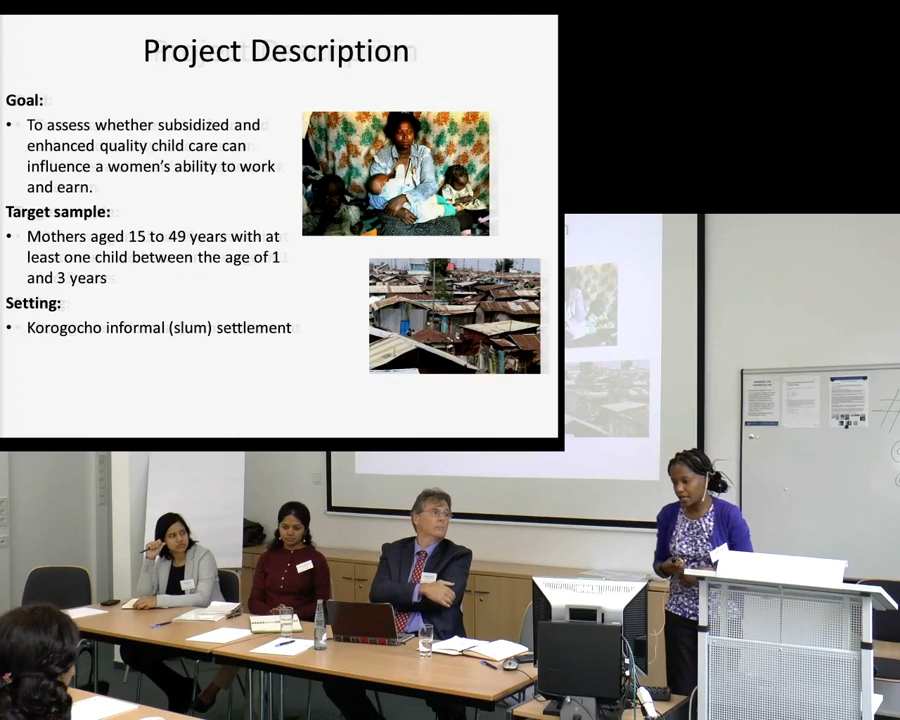 Project Description
Goal:
• To assess whether subsidized and
enhanced quality child care can
influence a women's ability to work
and earn.
Target sample:
• Mothers aged 15 to 49 years with at
least one child between the age of 1
and 3 years
Setting:
• Korogocho informal (slum) settlement